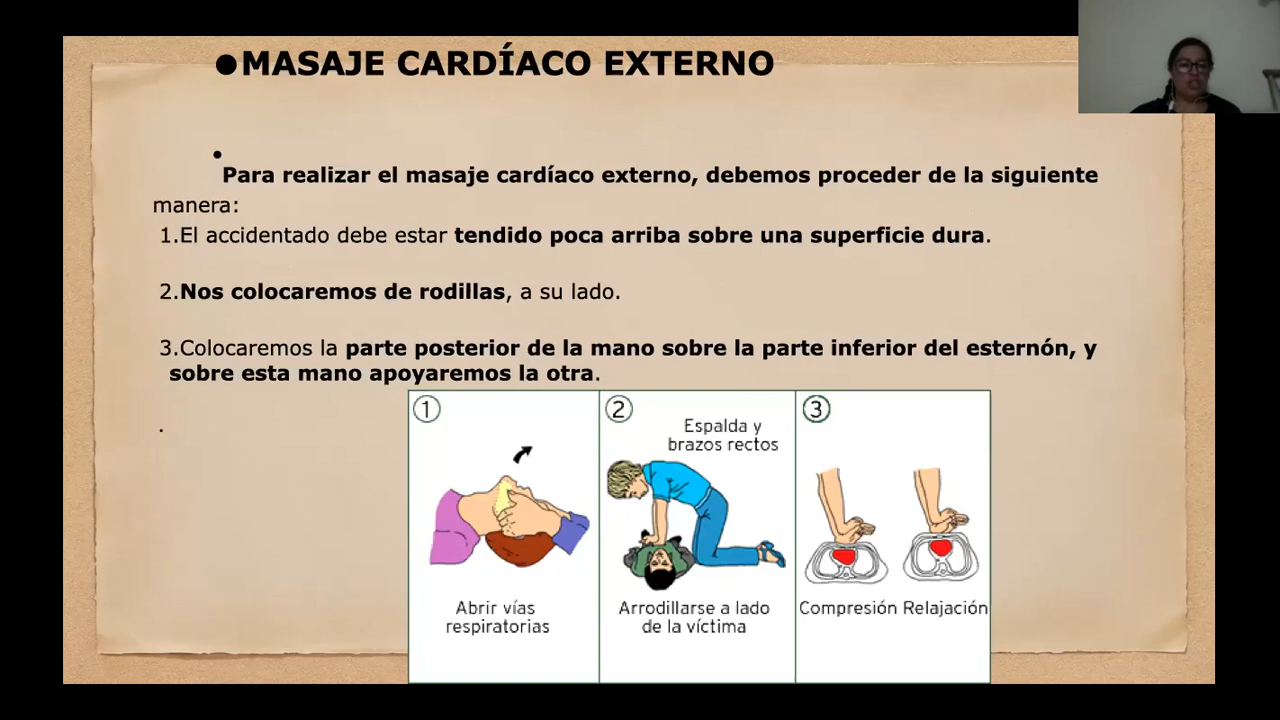 ●MASAJE CARDÍACO EXTERNO
•
Para realizar el masaje cardíaco externo, debemos proceder de la siguiente
manera:
1.El accidentado debe estar tendido poca arriba sobre una superficie dura.
2.Nos colocaremos de rodillas, a su lado.
3.Colocaremos la parte posterior de la mano sobre la parte inferior del esternón, y
sobre esta mano apoyaremos la otra.
.
1
Abrir vías
respiratorias
2
Espalda y
brazos rectos
Arrodillarse a lado
de la víctima
3
Compresión Relajación